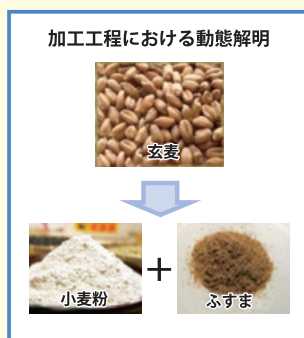 加工工程における動態解明
玄麦
小麦粉
+
ふすま